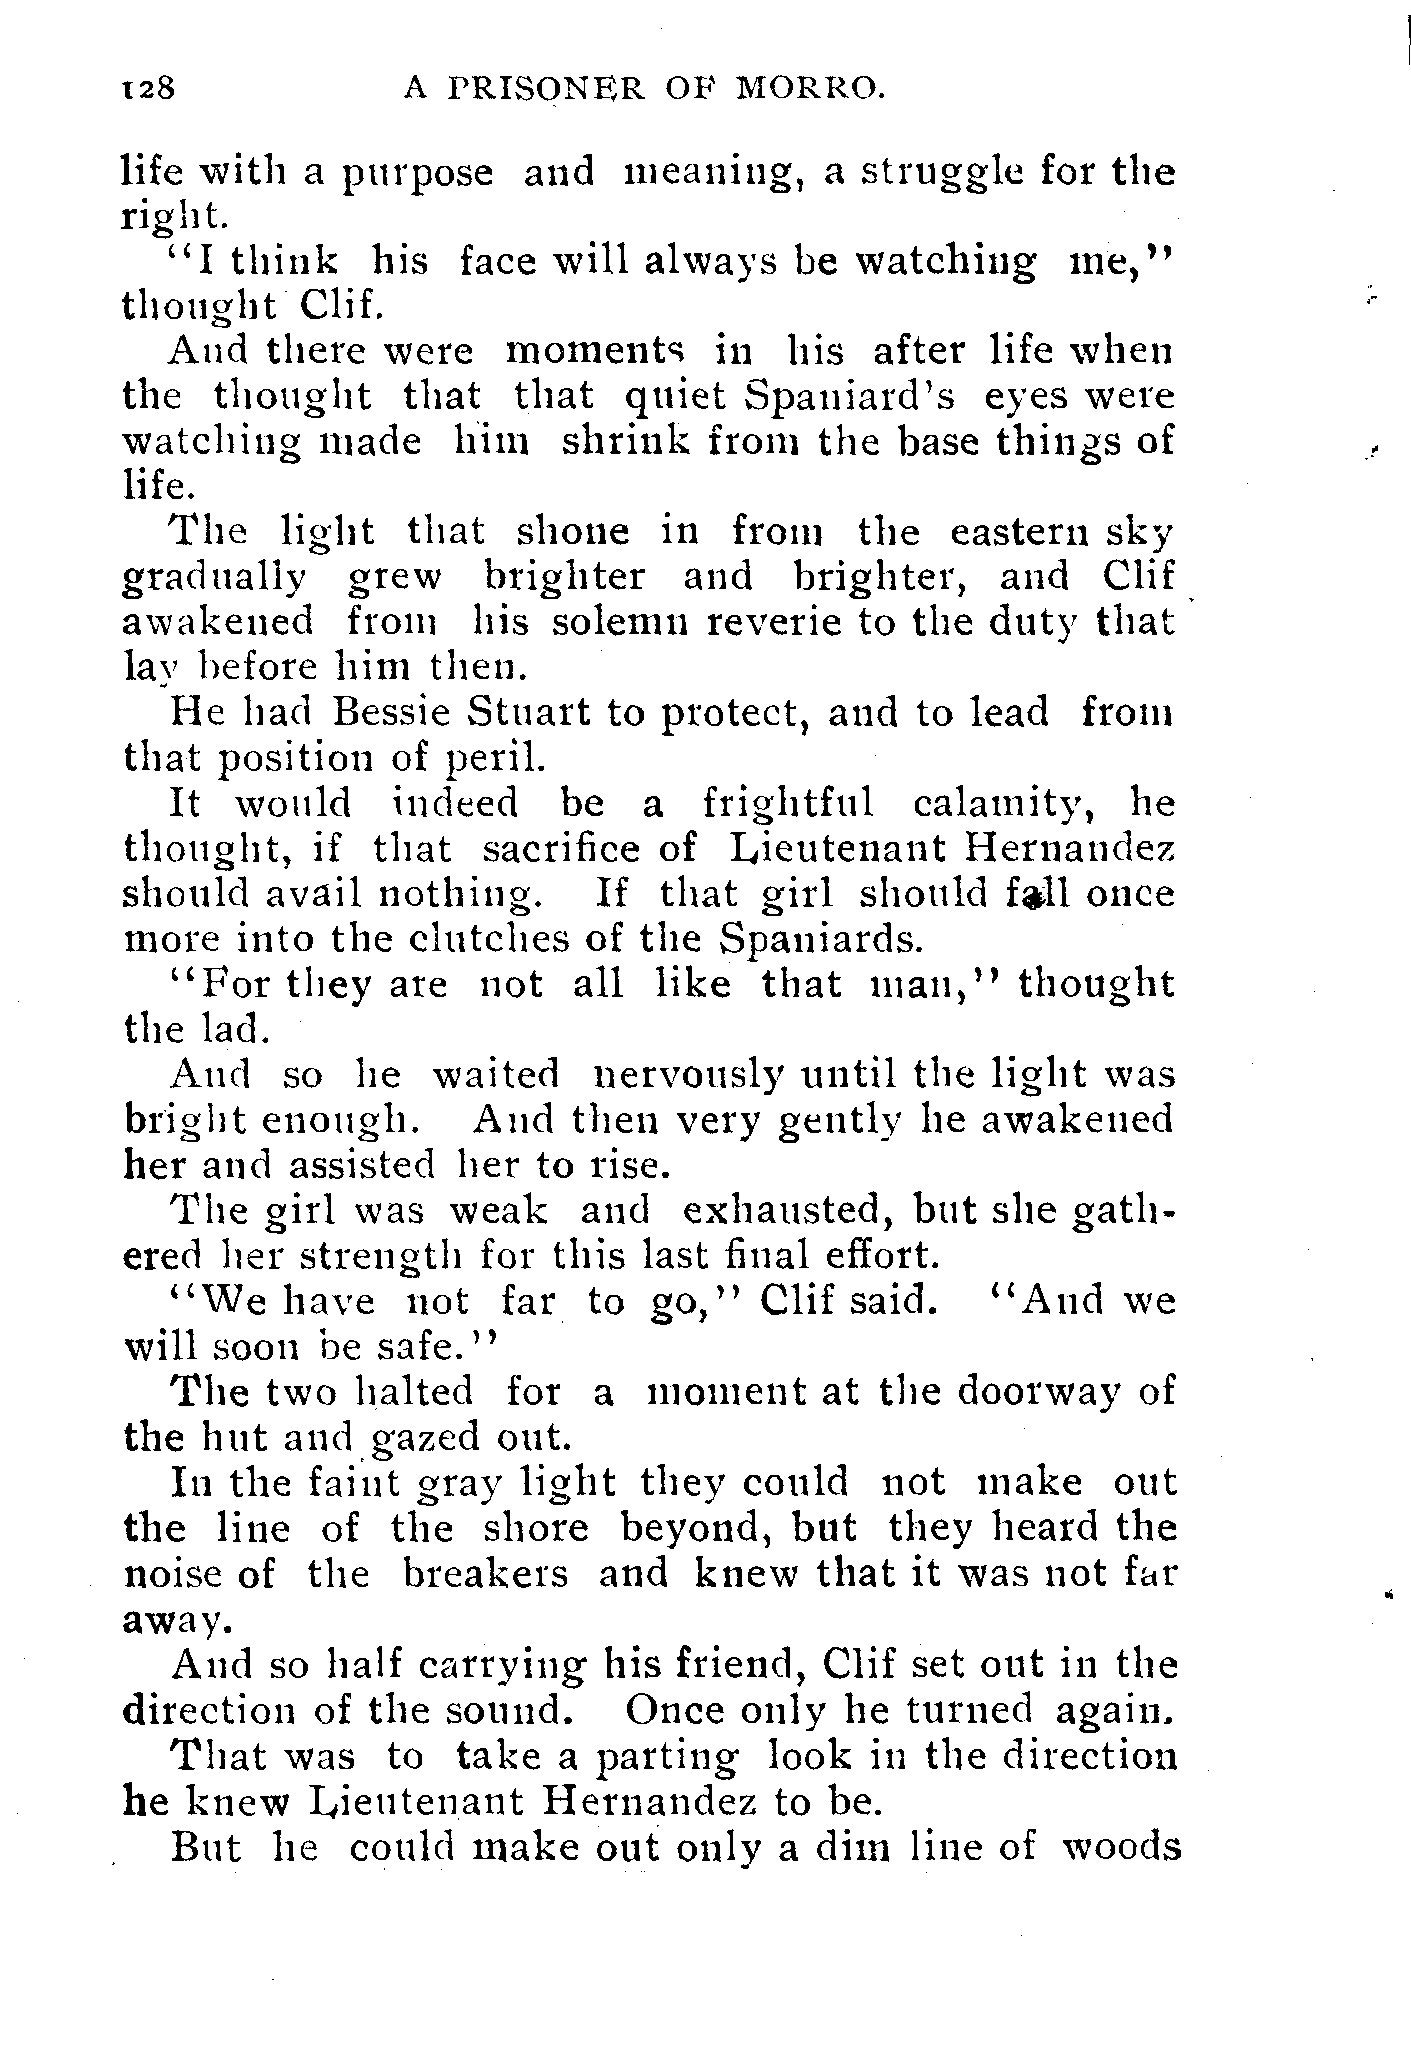 128 A PRISONER OF MORRO.
life with a purpose and meaning, a struggle for the
right.
"I think his face will always be watching me,"
thought Clif.
And there were moments in his after life when
the thought that that quiet Spaniard's eyes were
watching made him shrink from the base things of
life.
The light that shone in from the eastern sky
gradually grew brighter and brighter, and Clif
awakened from his solemn reverie to the duty that
lay before him then.
He had Bessie Stuart to protect, and to lead from
that position of peril.
It would indeed be a frightful calamity, he
thought, if that sacrifice of Lieutenant Hernandez
should avail nothing. If that girl should fall once
more into the clutches of the Spaniards.
"For they are not all like that man," thought
the lad.
And so he waited nervously until the light was
bright enough. And then very gently he awakened
her and assisted her to rise.
The girl was weak and exhausted, but she gath-
ered her strength for this last final effort.
"We have not far to go," Clif said. "And we
will soon be safe."
The two halted for a moment at the doorway of
the hut and gazed out.
In the faint gray light they could not make out
the line of the shore beyond, but they heard the
noise of the breakers and knew that it was not far
away.
And so half carrying his friend, Clif set out in the
direction of the sound. Once only he turned again.
That was to take a parting look in the direction
he knew Lieutenant Hernandez to be.
But he could make out only a dim line of woods